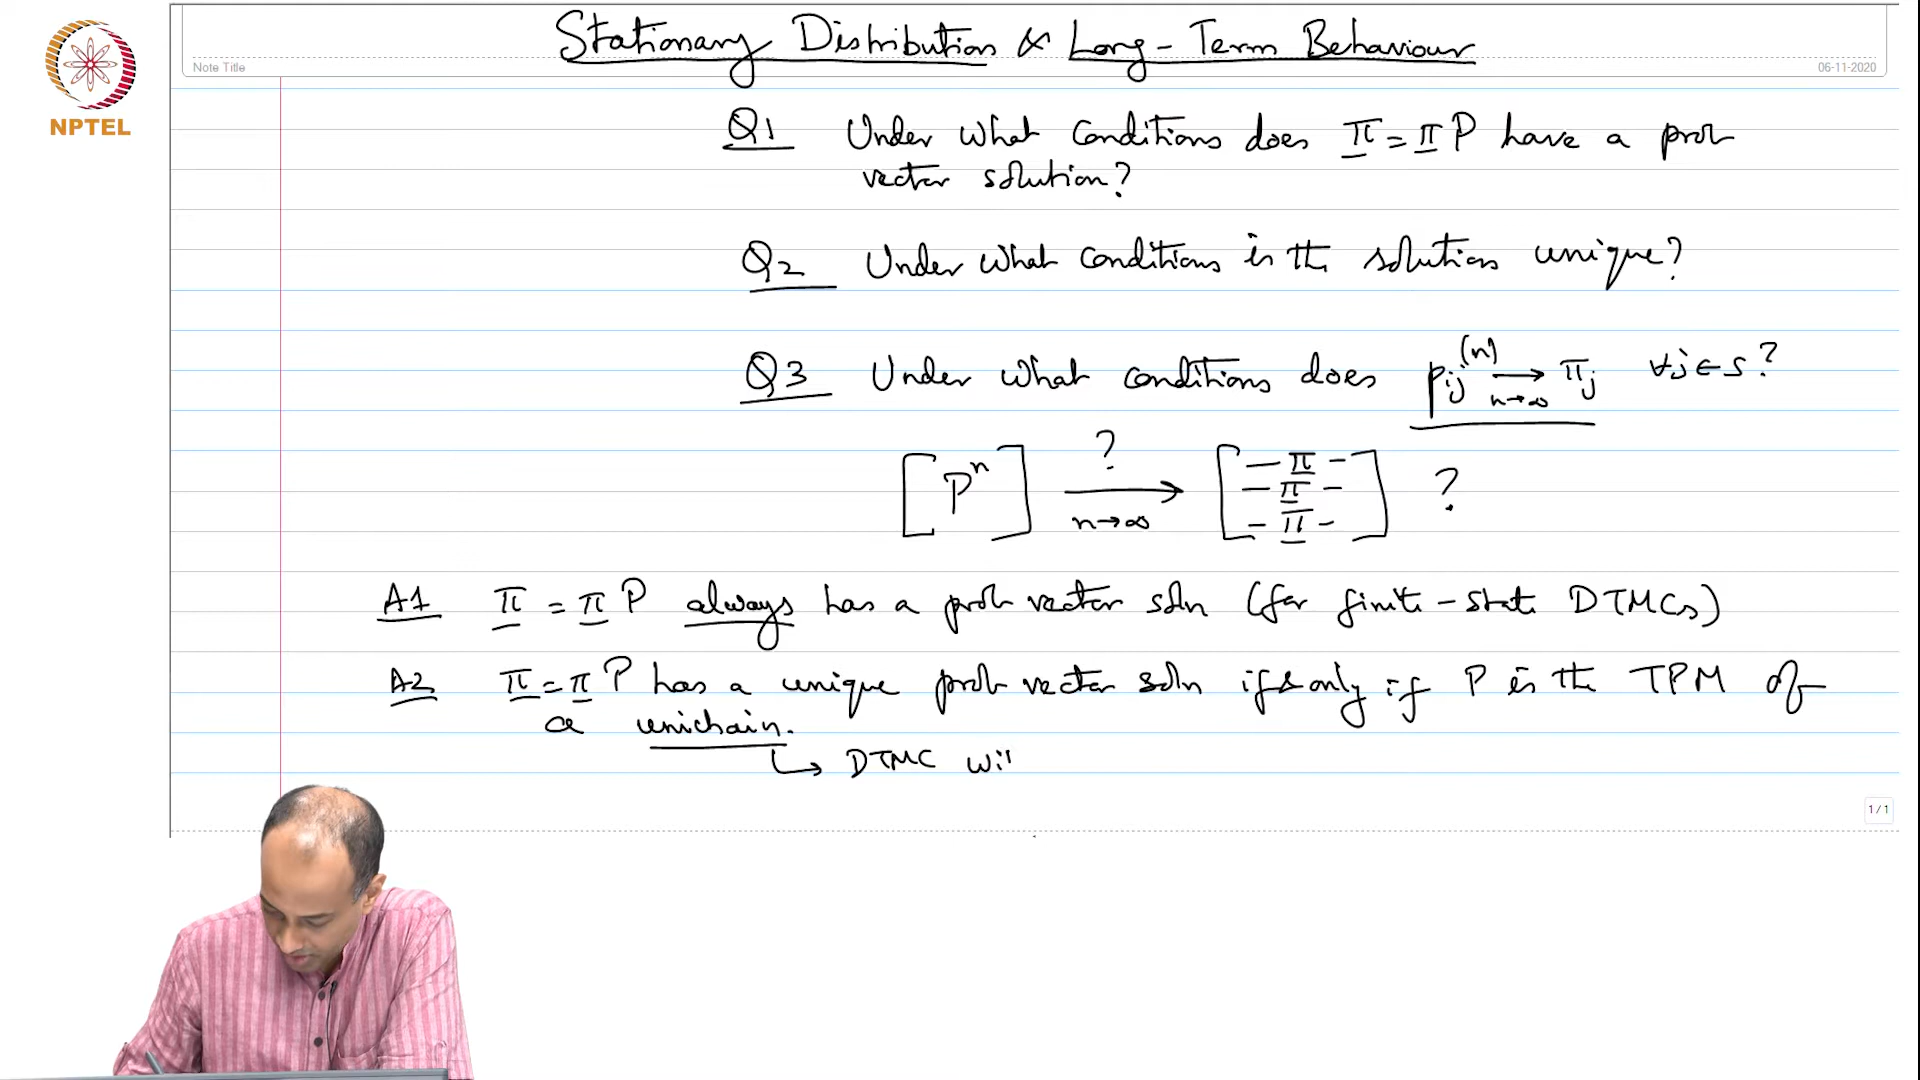 Stationary Distribution & Long-Term Behaviour
Note Title
06-11-2020
NPTEL
Q1 Under what conditions does π = πP have a prob
vector solution?
Q2 Under what conditions is the solution unique?
Q3 Under what conditions does pij(n) → πj ∀j ∈ S?
n→∞
[Pn] ? → [–π– –π– –π–] ?
n→∞
A1 π = πP always has a prob vector soln (for finite-state DTMCs)
A2 π = πP has a unique prob vector soln if & only if P is the TPM of
a unichain.
↳ DTMC wi
1 / 1